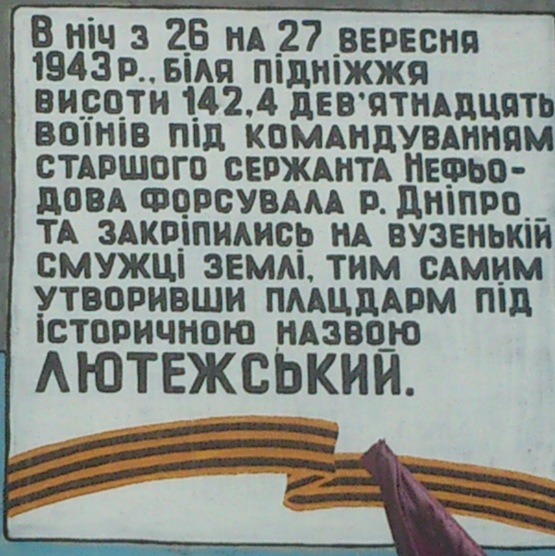 В ніч з 26 на 27 вересня
1943р., біля підніжжя
висоти 142,4 дев'ятнадцять
воїнів під командуванням
старшого сержанта Нефьо-
дова форсувала р. Дніпро
та закріпились на вузенькій
смужці землі, тим самим
утворивши плацдарм під
історичною назвою
ЛЮТЕЖСЬКИЙ.